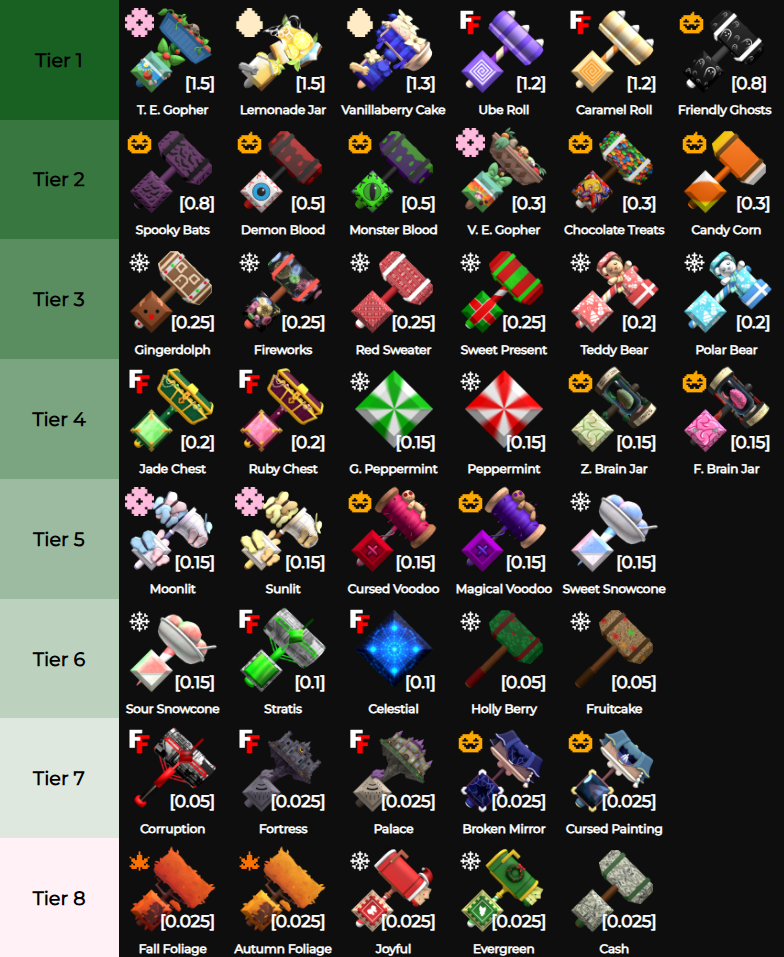 Tier 1
FF FF
[1.5] [1.5] [1.3] [1.2] [1.2] [0.8]
T. E. Gopher Lemonade Jar Vanillaberry Cake Ube Roll Caramel Roll Friendly Ghosts
Tier 2
[0.8] [0.5] [0.5] [0.3] [0.3] [0.3]
Spooky Bats Demon Blood Monster Blood V. E. Gopher Chocolate Treats Candy Corn
Tier 3
[0.25] [0.25] [0.25] [0.25] [0.2] [0.2]
Gingerdolph Fireworks Red Sweater Sweet Present Teddy Bear Polar Bear
Tier 4
FF FF
[0.2] [0.2] [0.15] [0.15] [0.15] [0.15]
Jade Chest Ruby Chest G. Peppermint Peppermint Z. Brain Jar F. Brain Jar
Tier 5
[0.15] [0.15] [0.15] [0.15] [0.15]
Moonlit Sunlit Cursed Voodoo Magical Voodoo Sweet Snowcone
Tier 6
FF FF
[0.15] [0.1] [0.1] [0.05] [0.05]
Sour Snowcone Stratis Celestial Holly Berry Fruitcake
Tier 7
FF FF FF
[0.05] [0.025] [0.025] [0.025] [0.025]
Corruption Fortress Palace Broken Mirror Cursed Painting
Tier 8
[0.025] [0.025] [0.025] [0.025] [0.025]
Fall Foliage Autumn Foliage Joyful Evergreen Cash